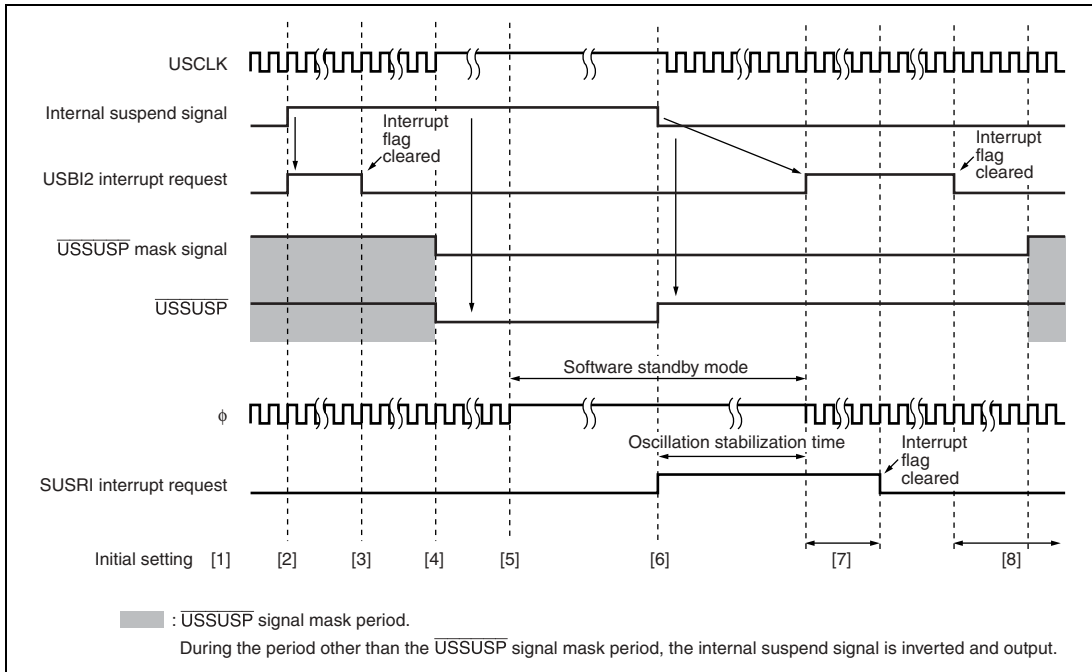 USCLK
Internal suspend signal
Interrupt
flag
cleared
Interrupt
flag
cleared
USBI2 interrupt request
USSUSP mask signal
USSUSP
Software standby mode
ϕ
Oscillation stabilization time
Interrupt
flag
cleared
SUSRI interrupt request
Initial setting [1] [2] [3] [4] [5] [6] [7] [8]
: USSUSP signal mask period.
During the period other than the USSUSP signal mask period, the internal suspend signal is inverted and output.